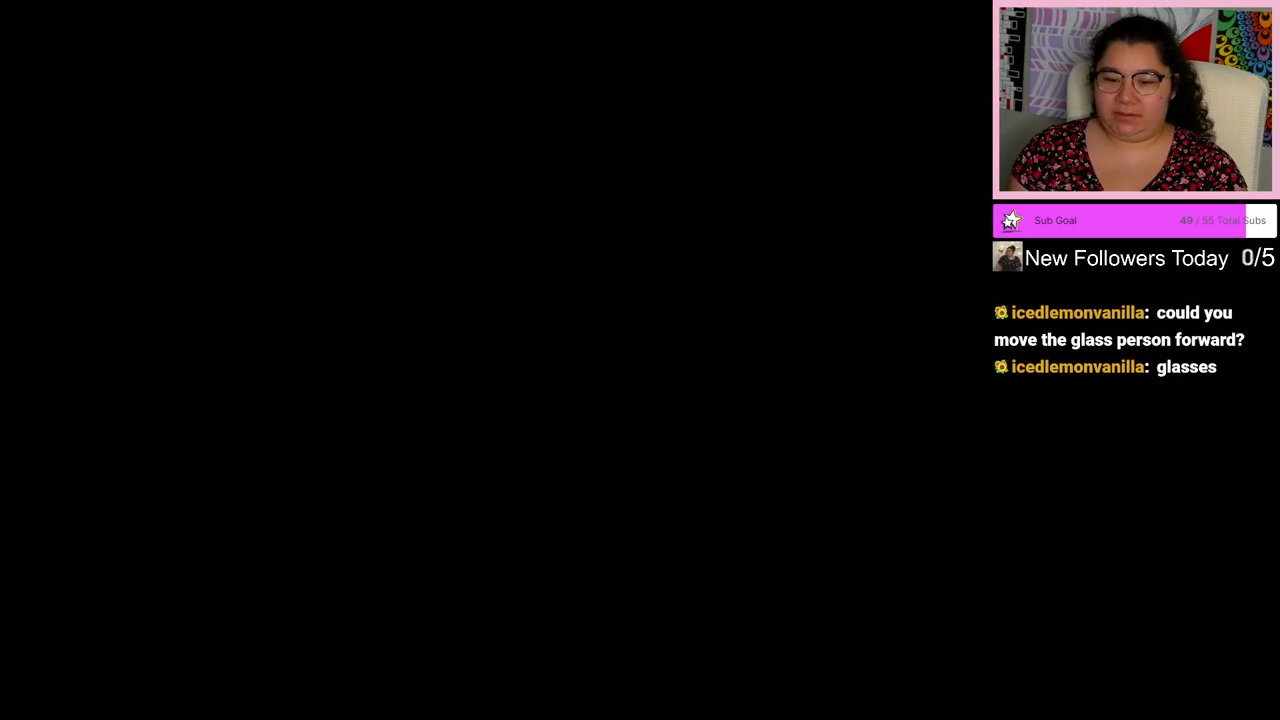 Sub Goal 49 / 55 Total Subs
New Followers Today 0/5
icedlemonvanilla: could you
move the glass person forward?
icedlemonvanilla: glasses